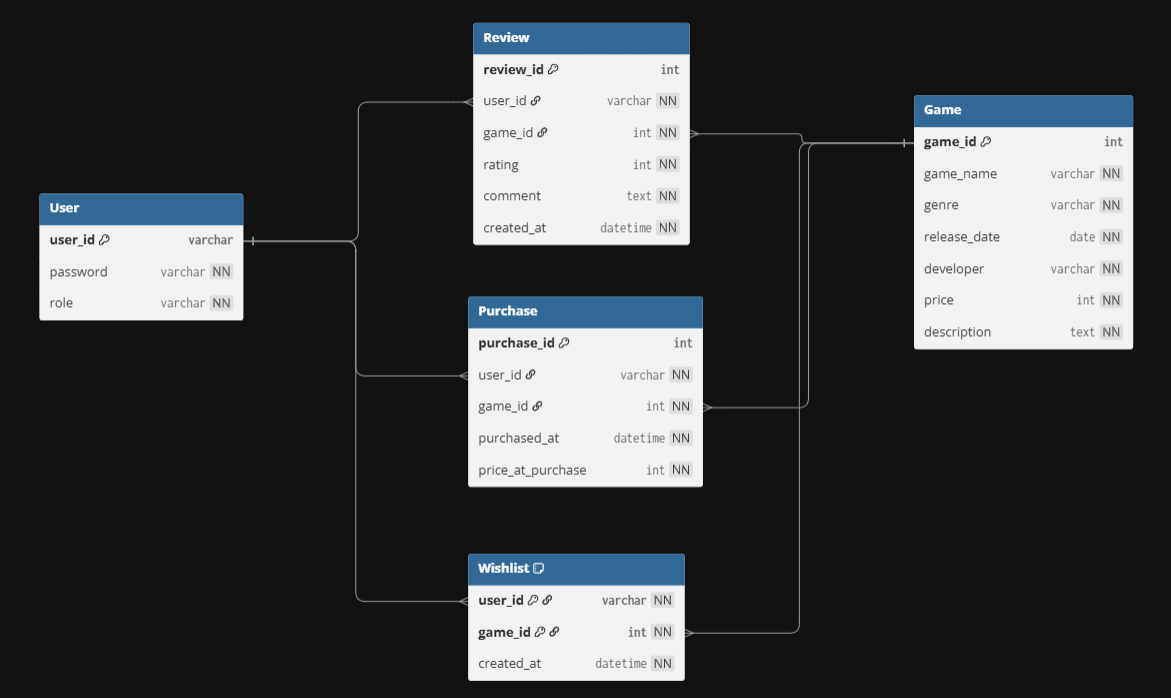 User
user_id varchar
password varchar NN
role varchar NN
Review
review_id int
user_id varchar NN
game_id int NN
rating int NN
comment text NN
created_at datetime NN
Purchase
purchase_id int
user_id varchar NN
game_id int NN
purchased_at datetime NN
price_at_purchase int NN
Wishlist
user_id varchar NN
game_id int NN
created_at datetime NN
Game
game_id int
game_name varchar NN
genre varchar NN
release_date date NN
developer varchar NN
price int NN
description text NN